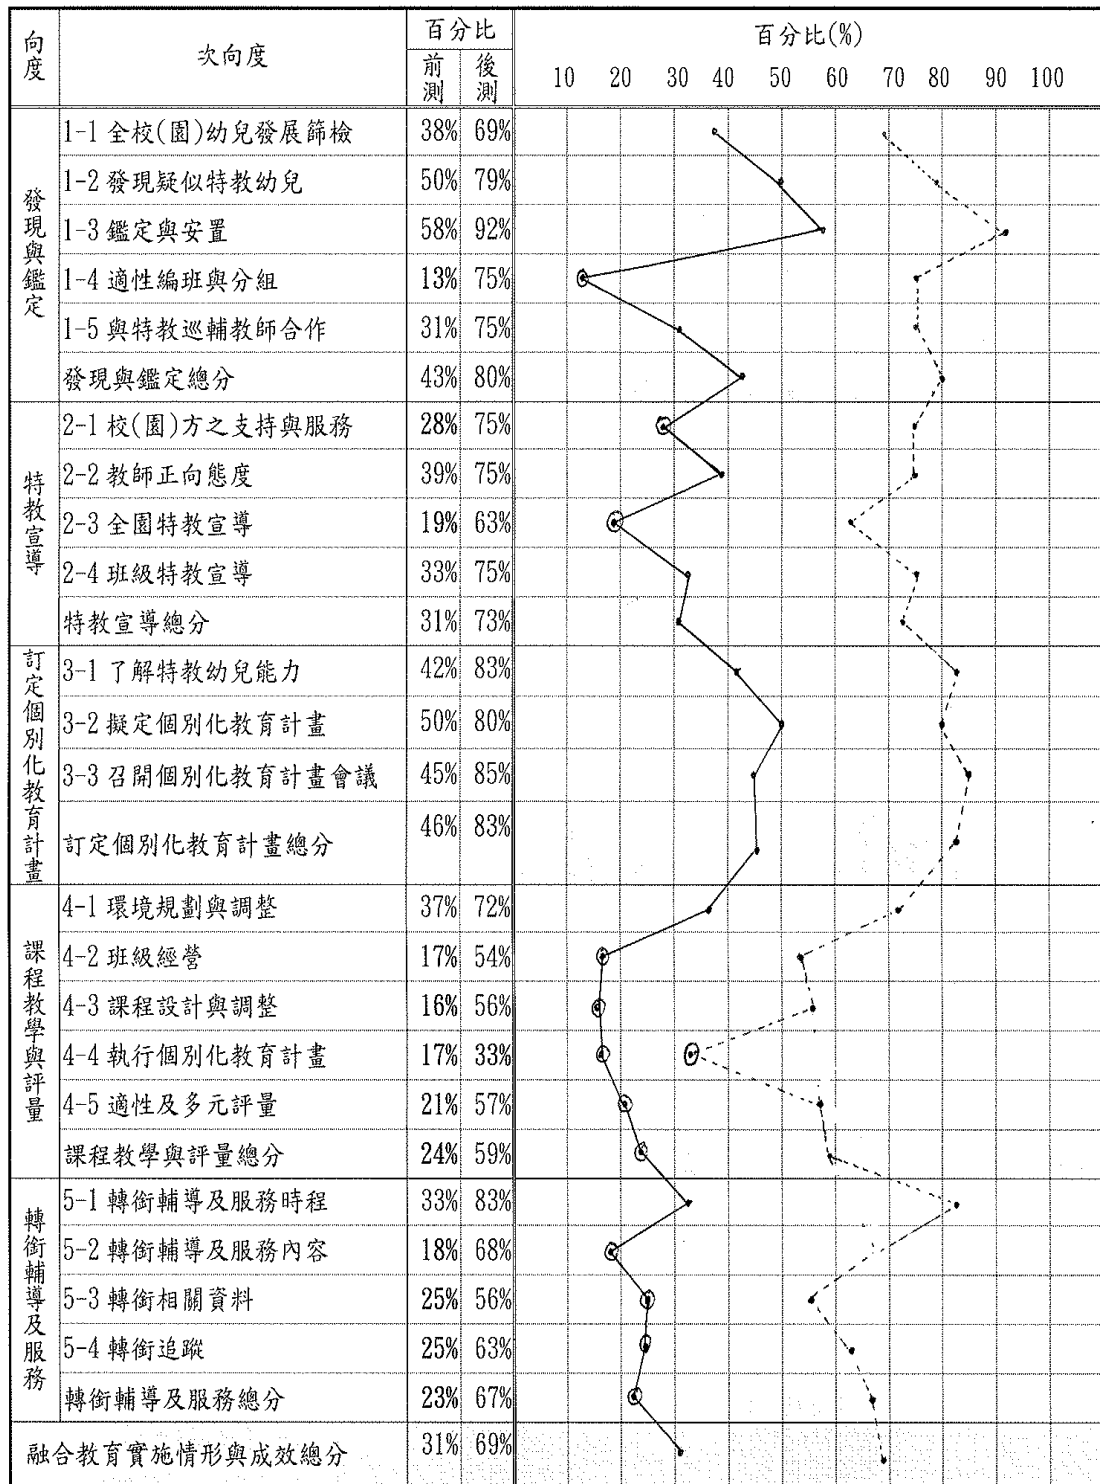 向度 次向度 百分比 百分比(%)
前測 後測 10 20 30 40 50 60 70 80 90 100
發現與鑑定
1-1 全校(園)幼兒發展篩檢 38% 69%
1-2 發現疑似特教幼兒 50% 79%
1-3 鑑定與安置 58% 92%
1-4 適性編班與分組 13% 75%
1-5 與特教巡輔教師合作 31% 75%
發現與鑑定總分 43% 80%
特教宣導
2-1 校(園)方之支持與服務 28% 75%
2-2 教師正向態度 39% 75%
2-3 全園特教宣導 19% 63%
2-4 班級特教宣導 33% 75%
特教宣導總分 31% 73%
訂定個別化教育計畫
3-1 了解特教幼兒能力 42% 83%
3-2 擬定個別化教育計畫 50% 80%
3-3 召開個別化教育計畫會議 45% 85%
訂定個別化教育計畫總分 46% 83%
課程教學與評量
4-1 環境規劃與調整 37% 72%
4-2 班級經營 17% 54%
4-3 課程設計與調整 16% 56%
4-4 執行個別化教育計畫 17% 33%
4-5 適性及多元評量 21% 57%
課程教學與評量總分 24% 59%
轉銜輔導及服務
5-1 轉銜輔導及服務時程 33% 83%
5-2 轉銜輔導及服務內容 18% 68%
5-3 轉銜相關資料 25% 56%
5-4 轉銜追蹤 25% 63%
轉銜輔導及服務總分 23% 67%
融合教育實施情形與成效總分 31% 69%